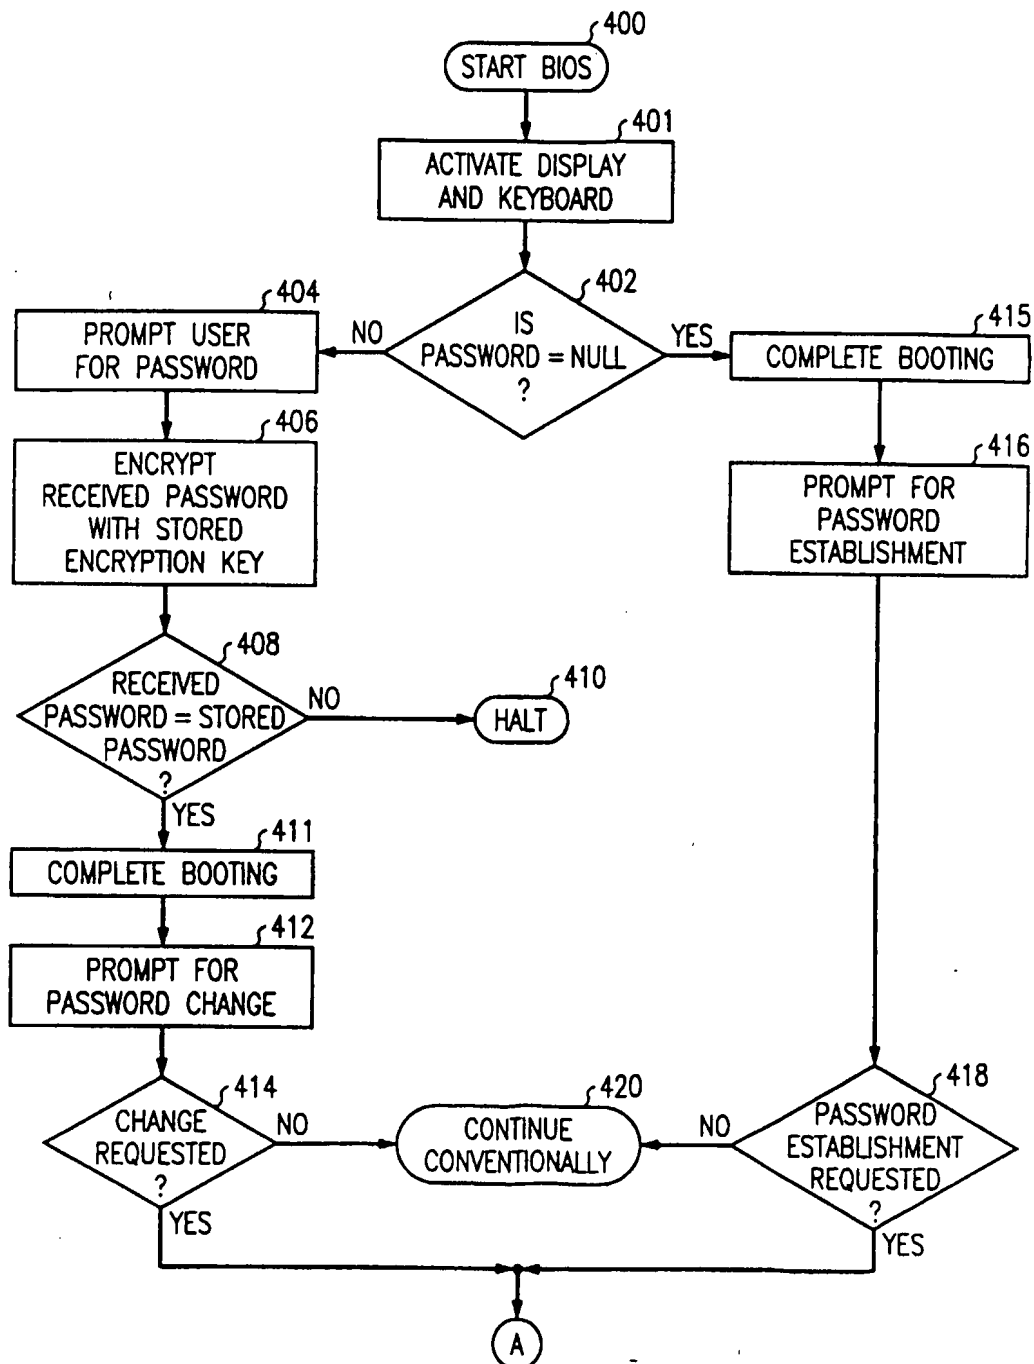 400
START BIOS
401
ACTIVATE DISPLAY
AND KEYBOARD
402
IS
PASSWORD = NULL
?
NO
YES
404
PROMPT USER
FOR PASSWORD
406
ENCRYPT
RECEIVED PASSWORD
WITH STORED
ENCRYPTION KEY
408
RECEIVED
PASSWORD = STORED
PASSWORD
?
NO
410
HALT
YES
411
COMPLETE BOOTING
412
PROMPT FOR
PASSWORD CHANGE
414
CHANGE
REQUESTED
?
NO
YES
415
COMPLETE BOOTING
416
PROMPT FOR
PASSWORD
ESTABLISHMENT
418
PASSWORD
ESTABLISHMENT
REQUESTED
?
NO
YES
420
CONTINUE
CONVENTIONALLY
A